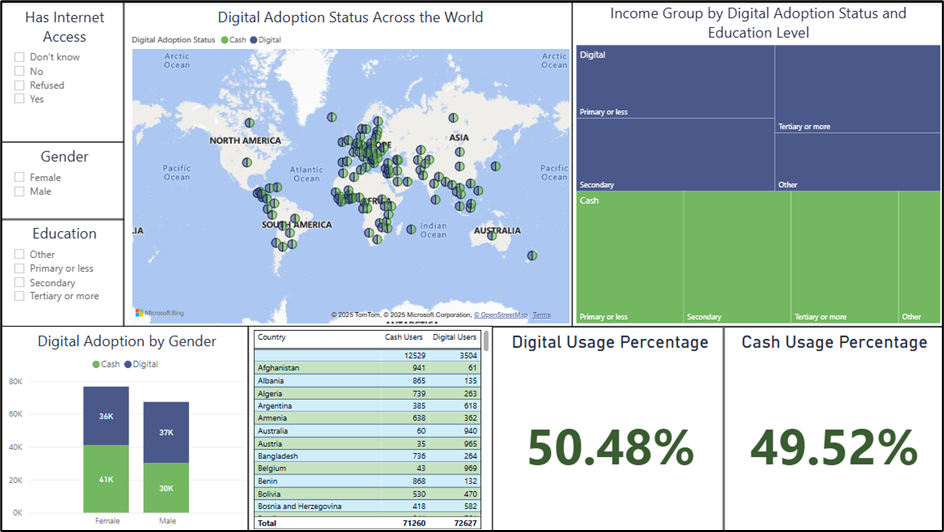 Has Internet
Access
Don't know
No
Refused
Yes
Gender
Female
Male
Education
Other
Primary or less
Secondary
Tertiary or more
Digital Adoption Status Across the World
Digital Adoption Status Cash Digital
Arctic
Ocean
Arctic
Ocean
NORTH AMERICA
ASIA
Pacific
Ocean
Atlantic
Ocean
Pacific
Ocean
SOUTH AMERICA
Indian
Ocean
AUSTRALIA
LIA
Microsoft Bing
© 2025 TomTom, © 2025 Microsoft Corporation, © OpenStreetMap Terms
Income Group by Digital Adoption Status and
Education Level
Digital
Primary or less
Tertiary or more
Secondary
Other
Cash
Primary or less
Secondary
Tertiary or more
Other
Digital Adoption by Gender
Cash Digital
80K
60K
40K
20K
0K
36K
41K
37K
30K
Female
Male
Country Cash Users Digital Users
12529 3504
Afghanistan 941 61
Albania 865 135
Algeria 739 263
Argentina 385 618
Armenia 638 362
Australia 60 940
Austria 35 965
Bangladesh 736 264
Belgium 43 969
Benin 868 132
Bolivia 530 470
Bosnia and Herzegovina 418 582
Total 71260 72627
Digital Usage Percentage
50.48%
Cash Usage Percentage
49.52%